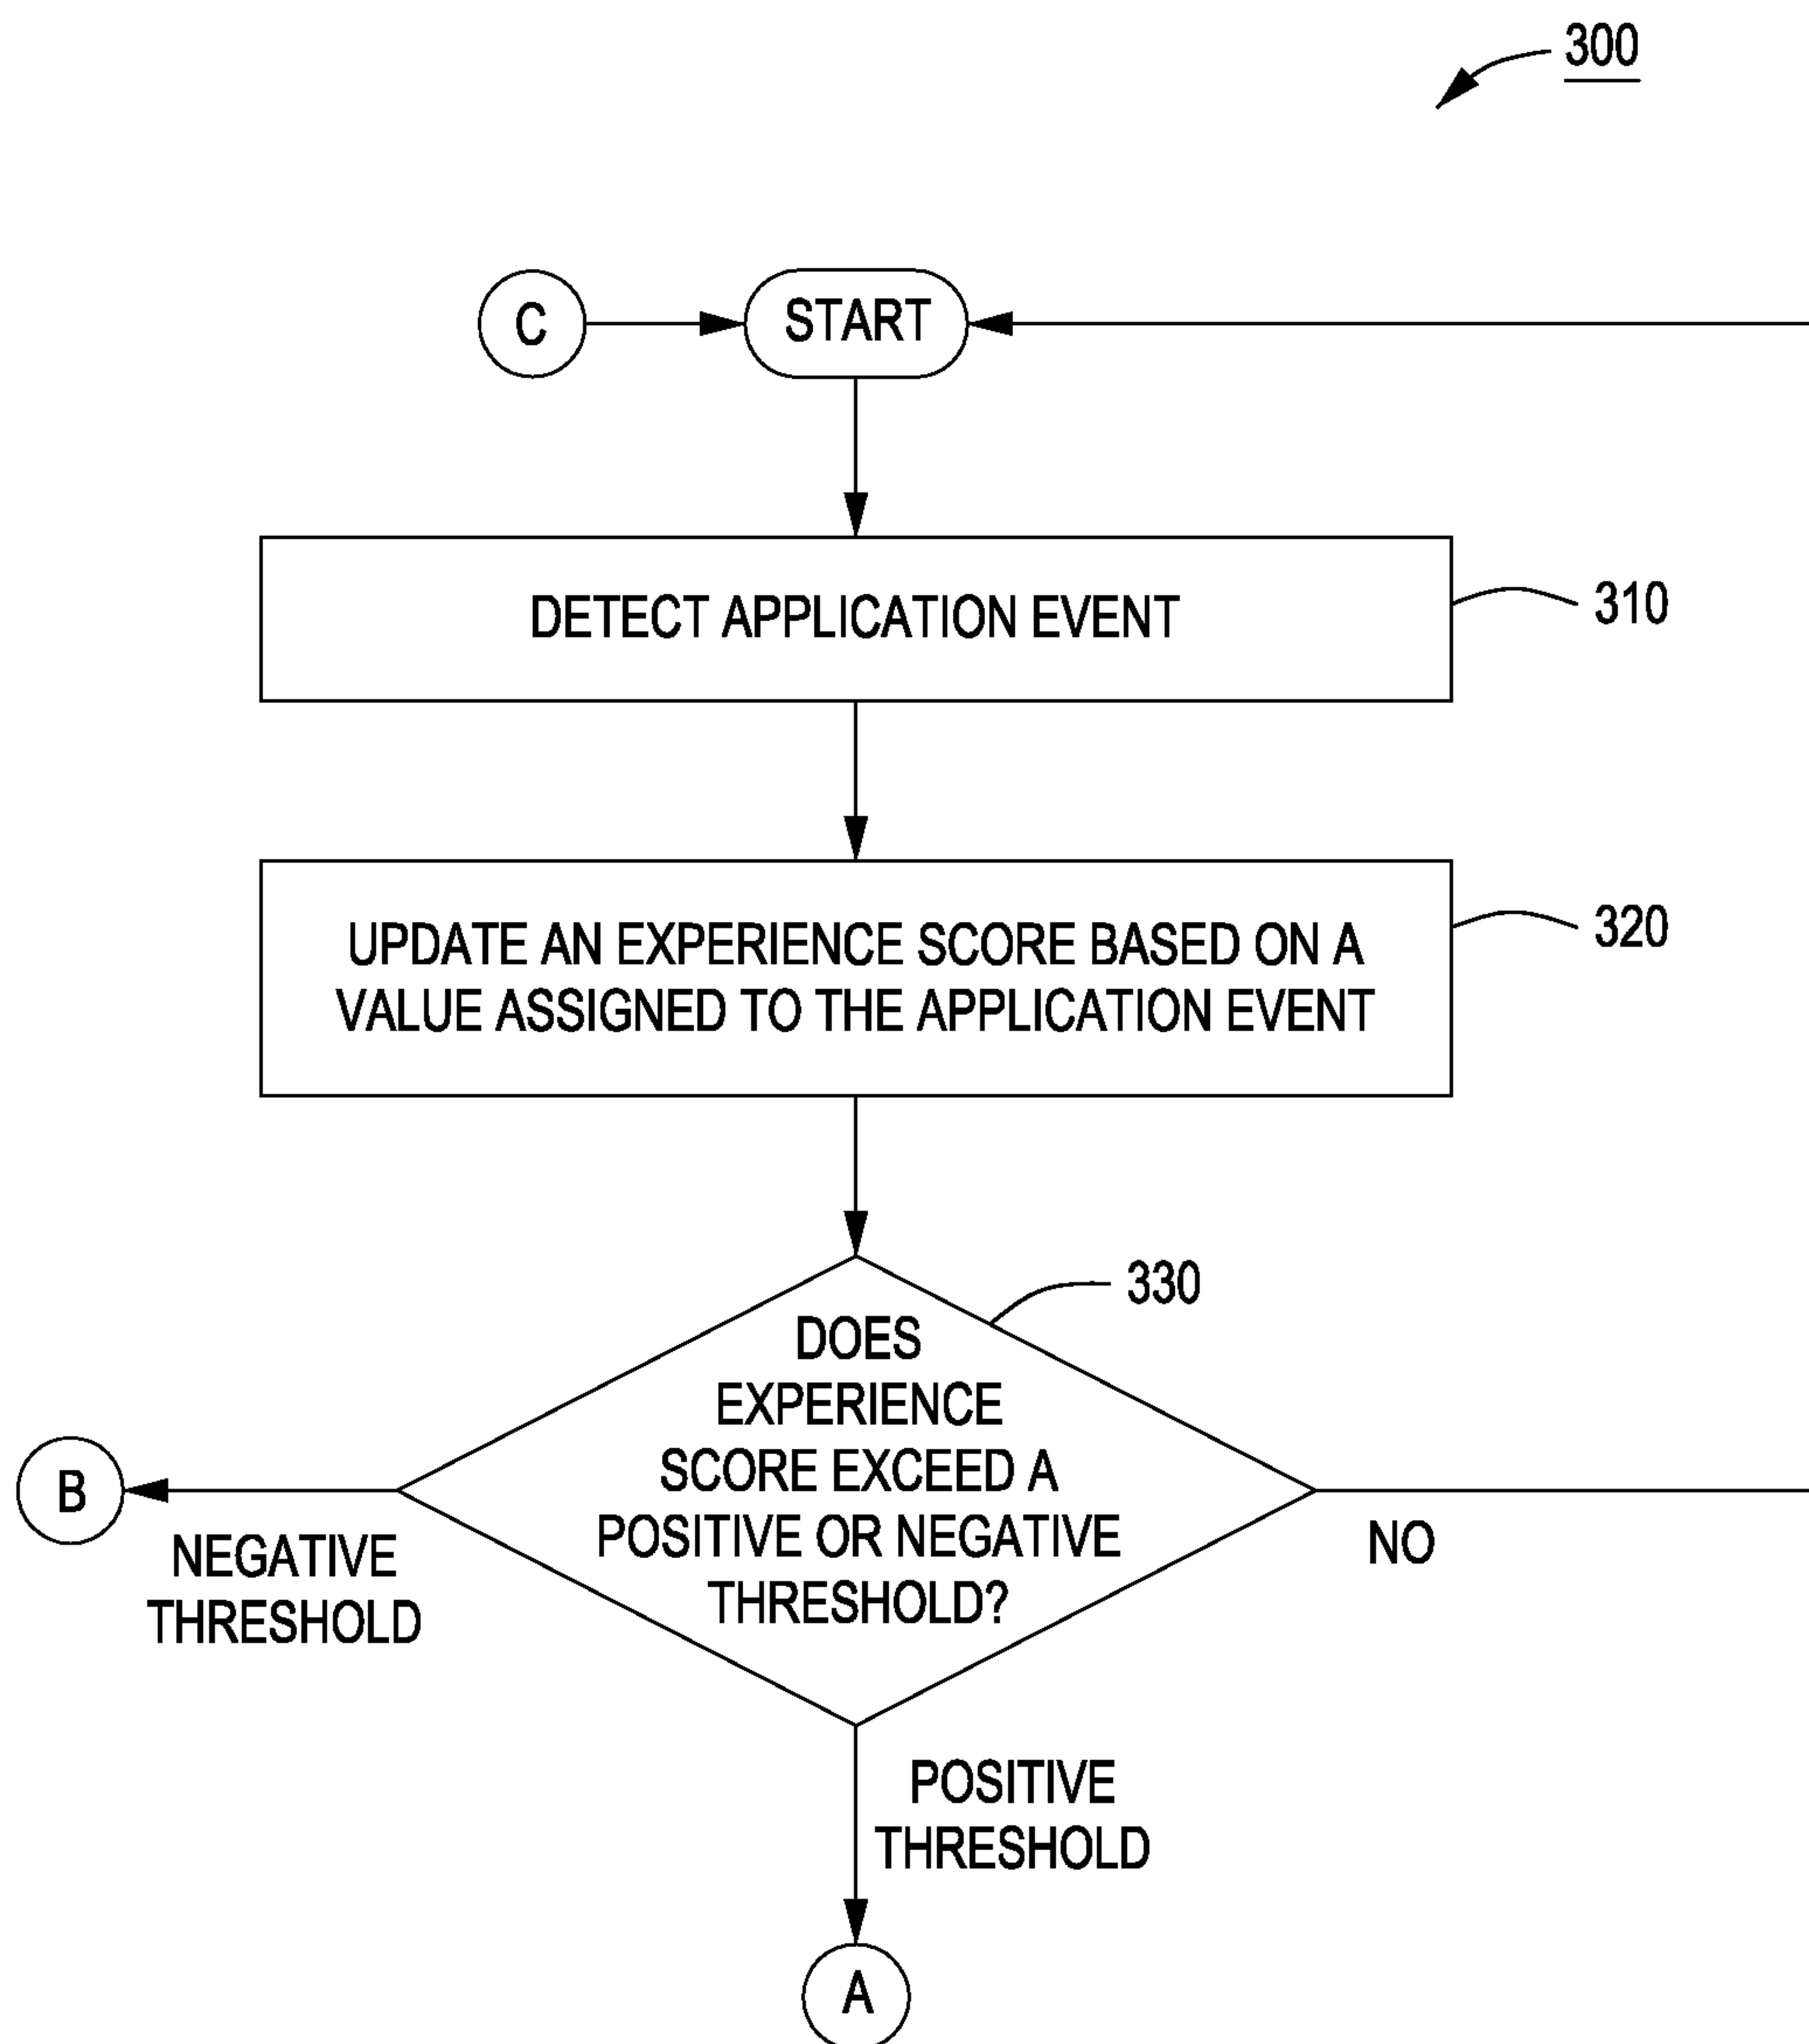 300
C
START
DETECT APPLICATION EVENT
310
UPDATE AN EXPERIENCE SCORE BASED ON A
VALUE ASSIGNED TO THE APPLICATION EVENT
320
330
DOES
EXPERIENCE
SCORE EXCEED A
POSITIVE OR NEGATIVE
THRESHOLD?
B
NEGATIVE
THRESHOLD
NO
POSITIVE
THRESHOLD
A